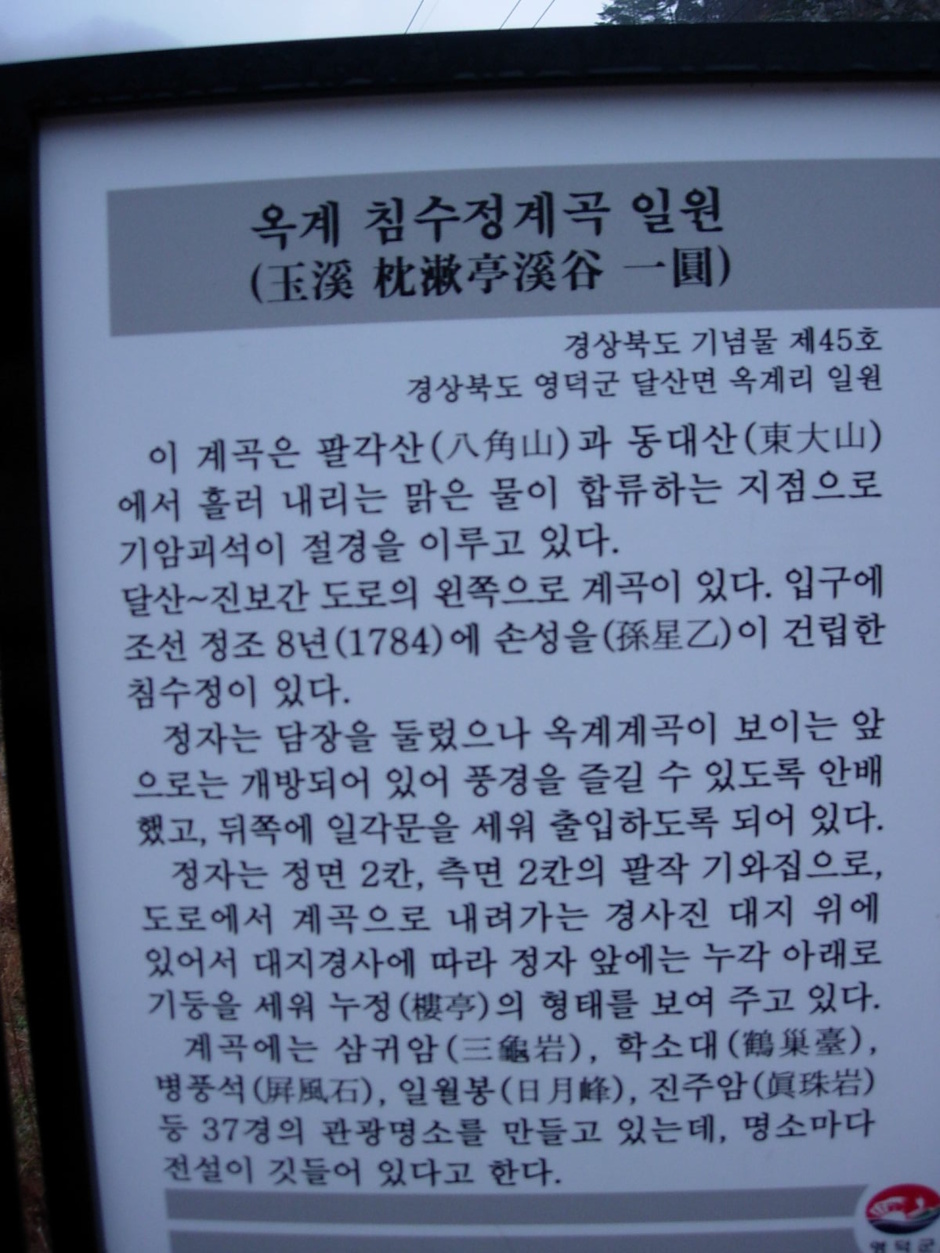 옥계 침수정계곡 일원
(玉溪 枕漱亭溪谷 一圓)
경상북도 기념물 제45호
경상북도 영덕군 달산면 옥계리 일원
이 계곡은 팔각산(八角山)과 동대산(東大山)
에서 흘러 내리는 맑은 물이 합류하는 지점으로
기암괴석이 절경을 이루고 있다.
달산~진보간 도로의 왼쪽으로 계곡이 있다. 입구에
조선 정조 8년(1784)에 손성을(孫星乙)이 건립한
침수정이 있다.
정자는 담장을 둘렀으나 옥계계곡이 보이는 앞
으로는 개방되어 있어 풍경을 즐길 수 있도록 안배
했고, 뒤쪽에 일각문을 세워 출입하도록 되어 있다.
정자는 정면 2칸, 측면 2칸의 팔작 기와집으로,
도로에서 계곡으로 내려가는 경사진 대지 위에
있어서 대지경사에 따라 정자 앞에는 누각 아래로
기둥을 세워 누정(樓亭)의 형태를 보여 주고 있다.
계곡에는 삼귀암(三龜岩), 학소대(鶴巢臺),
병풍석(屛風石), 일월봉(日月峰), 진주암(眞珠岩)
등 37경의 관광명소를 만들고 있는데, 명소마다
전설이 깃들어 있다고 한다.
영덕군